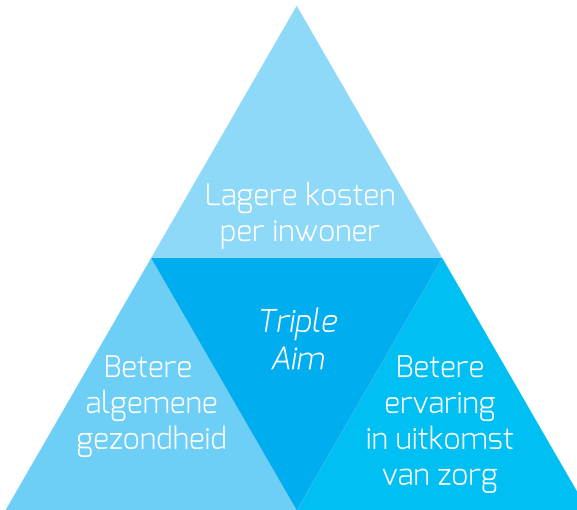 Lagere kosten
per inwoner
Triple
Aim
Betere
algemene
gezondheid
Betere
ervaring
in uitkomst
van zorg